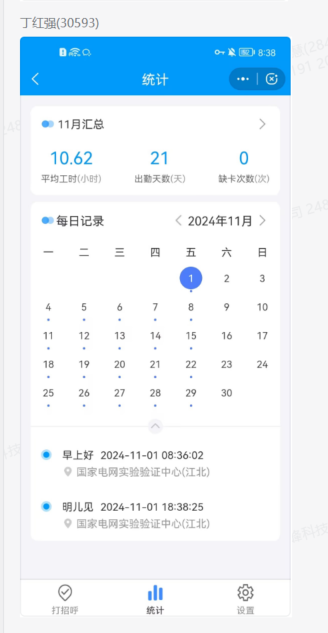 丁红强(30593)
8:38
统计
11月汇总
10.62 21 0
平均工时(小时) 出勤天数(天) 缺卡次数(次)
每日记录 2024年11月
一 二 三 四 五 六 日
1 2 3
4 5 6 7 8 9 10
11 12 13 14 15 16 17
18 19 20 21 22 23 24
25 26 27 28 29 30
早上好 2024-11-01 08:36:02
国家电网实验验证中心(江北)
明儿见 2024-11-01 18:38:25
国家电网实验验证中心(江北)
打招呼 统计 设置